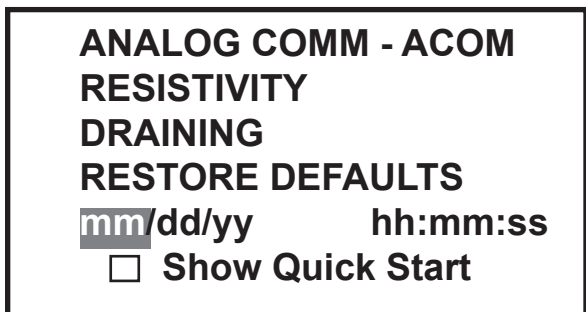 ANALOG COMM - ACOM
RESISTIVITY
DRAINING
RESTORE DEFAULTS
mm/dd/yy hh:mm:ss
☐ Show Quick Start